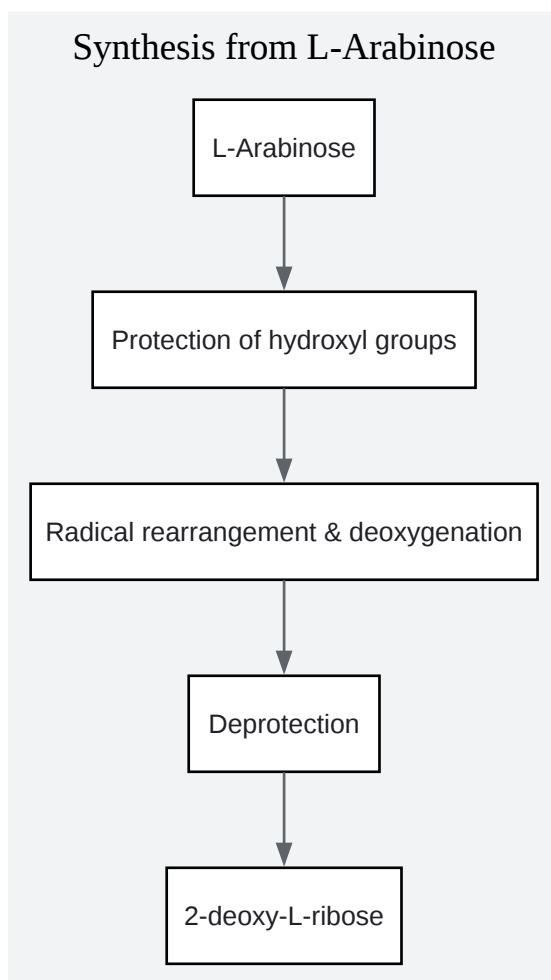 Synthesis from L-Arabinose
L-Arabinose
Protection of hydroxyl groups
Radical rearrangement & deoxygenation
Deprotection
2-deoxy-L-ribose